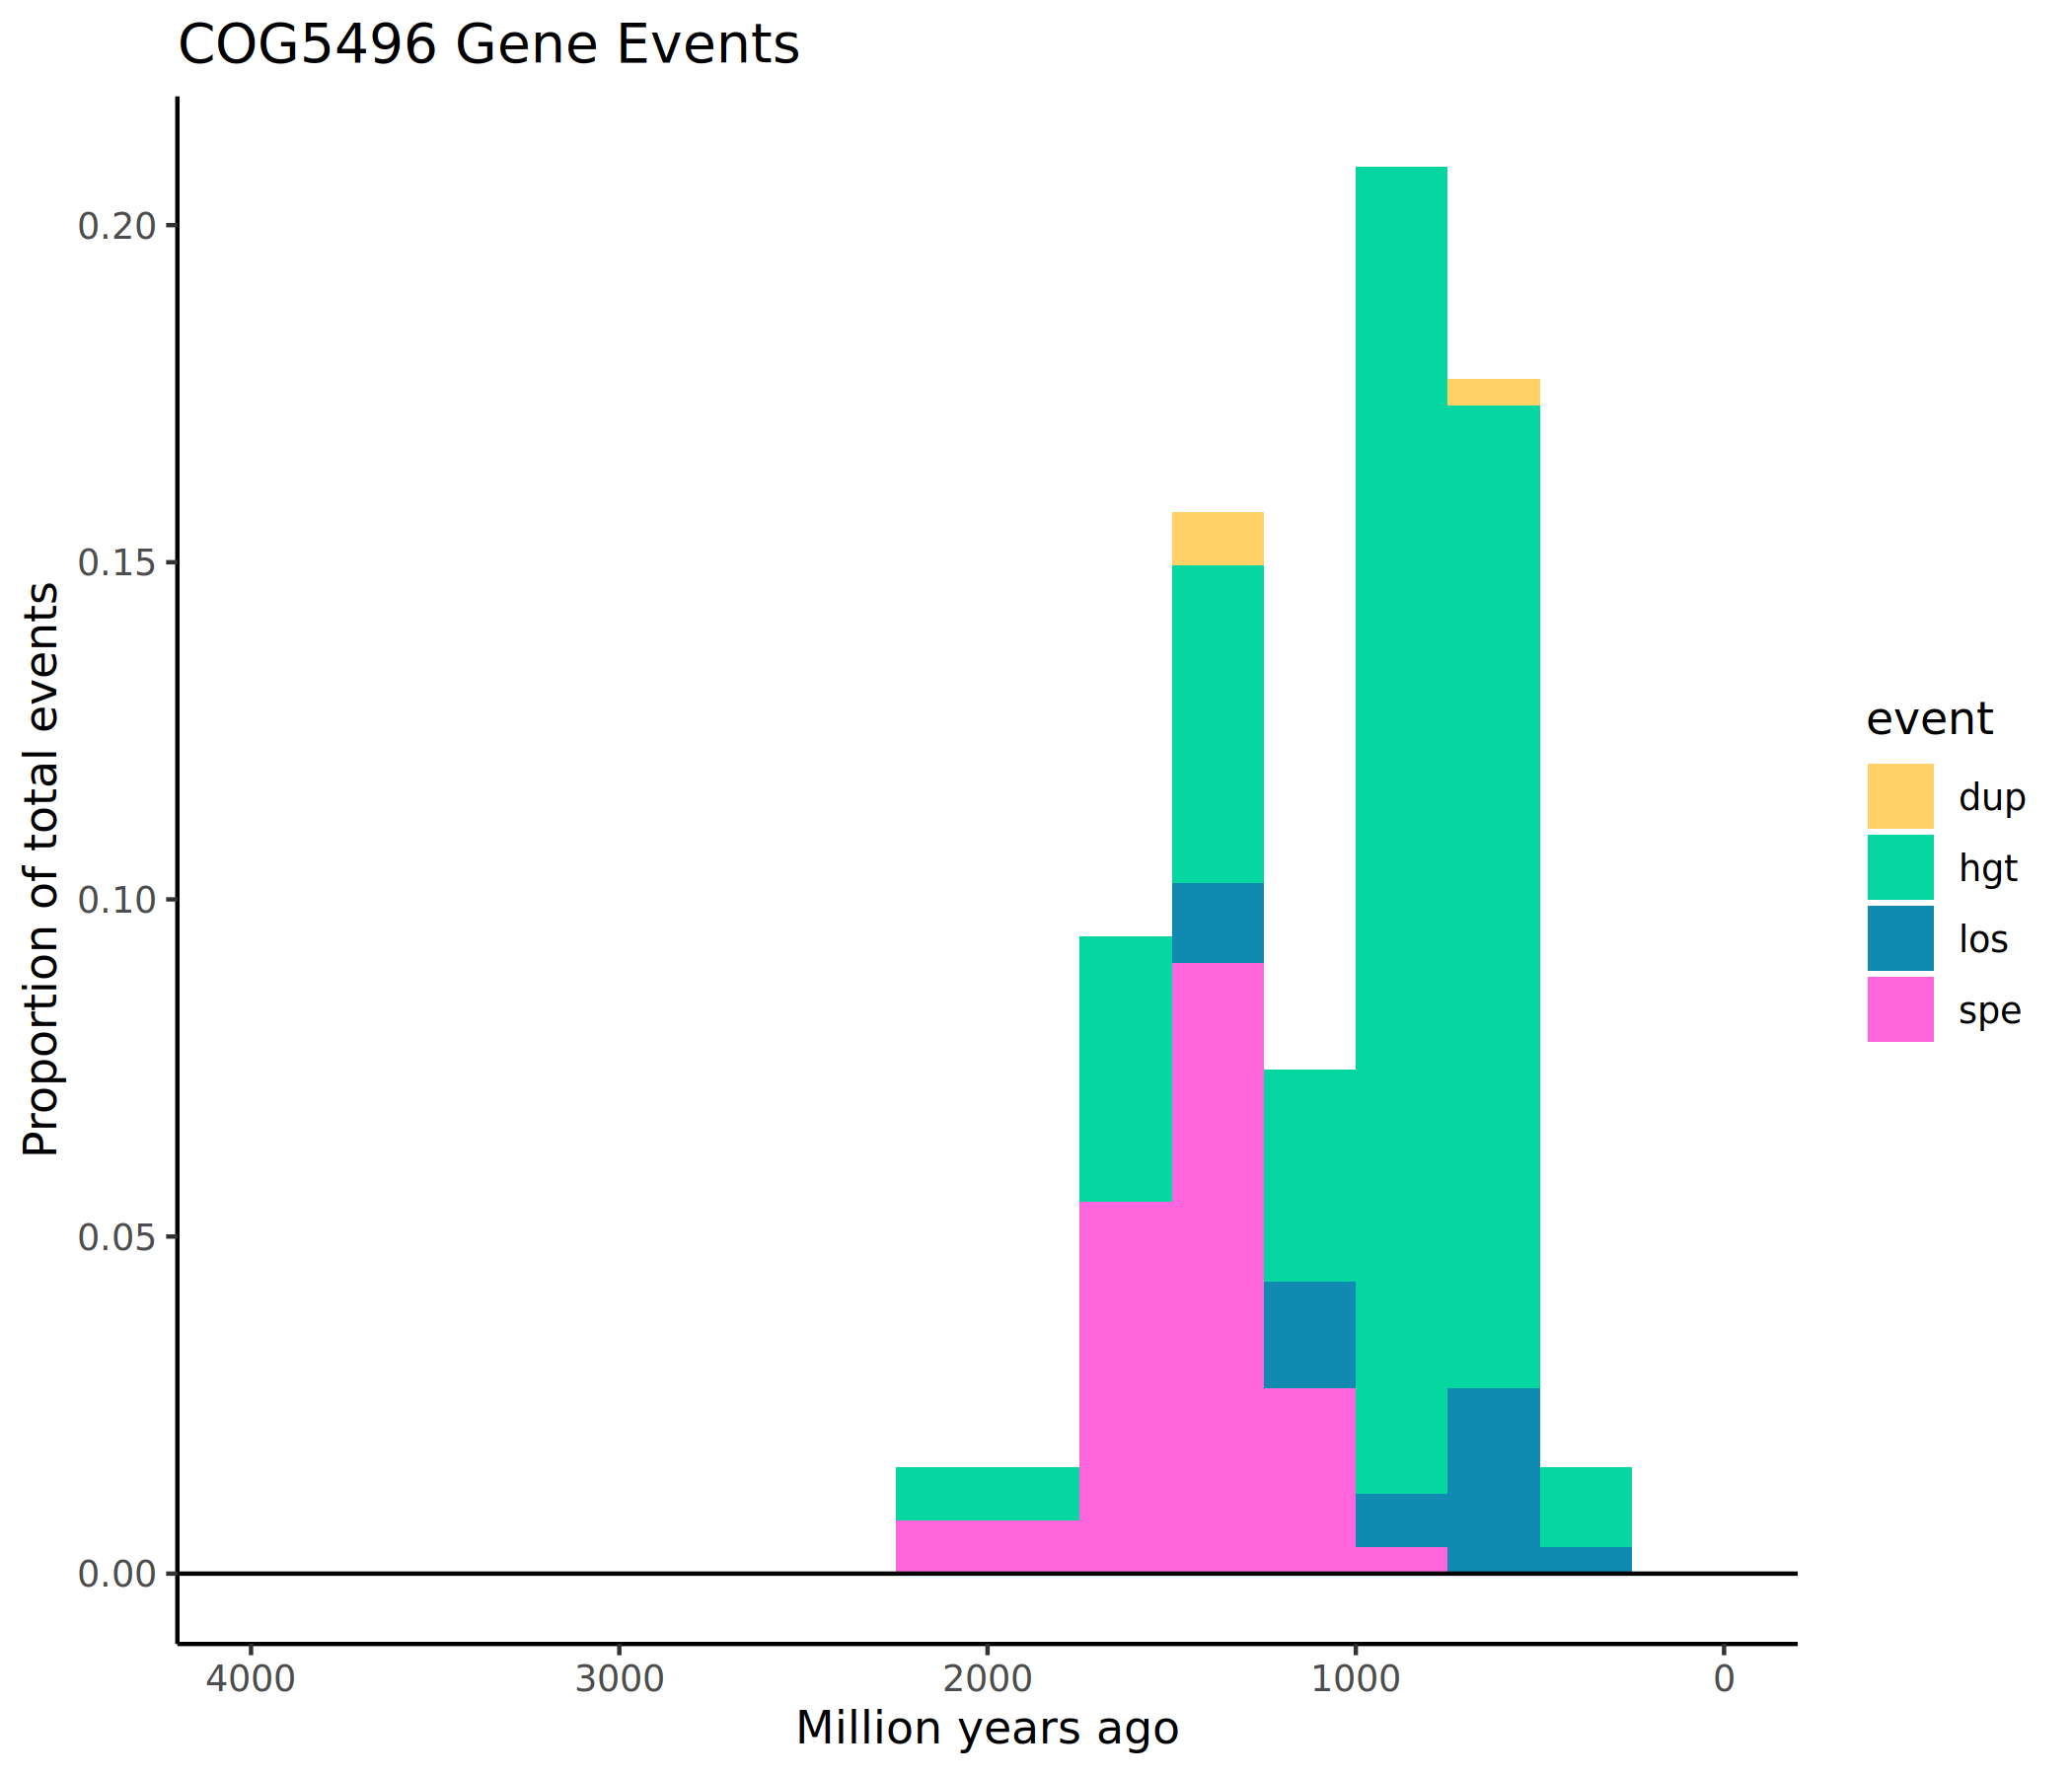 COG5496 Gene Events
Proportion of total events
0.20
0.15
0.10
0.05
0.00
4000 3000 2000 1000 0
Million years ago
event
dup
hgt
los
spe